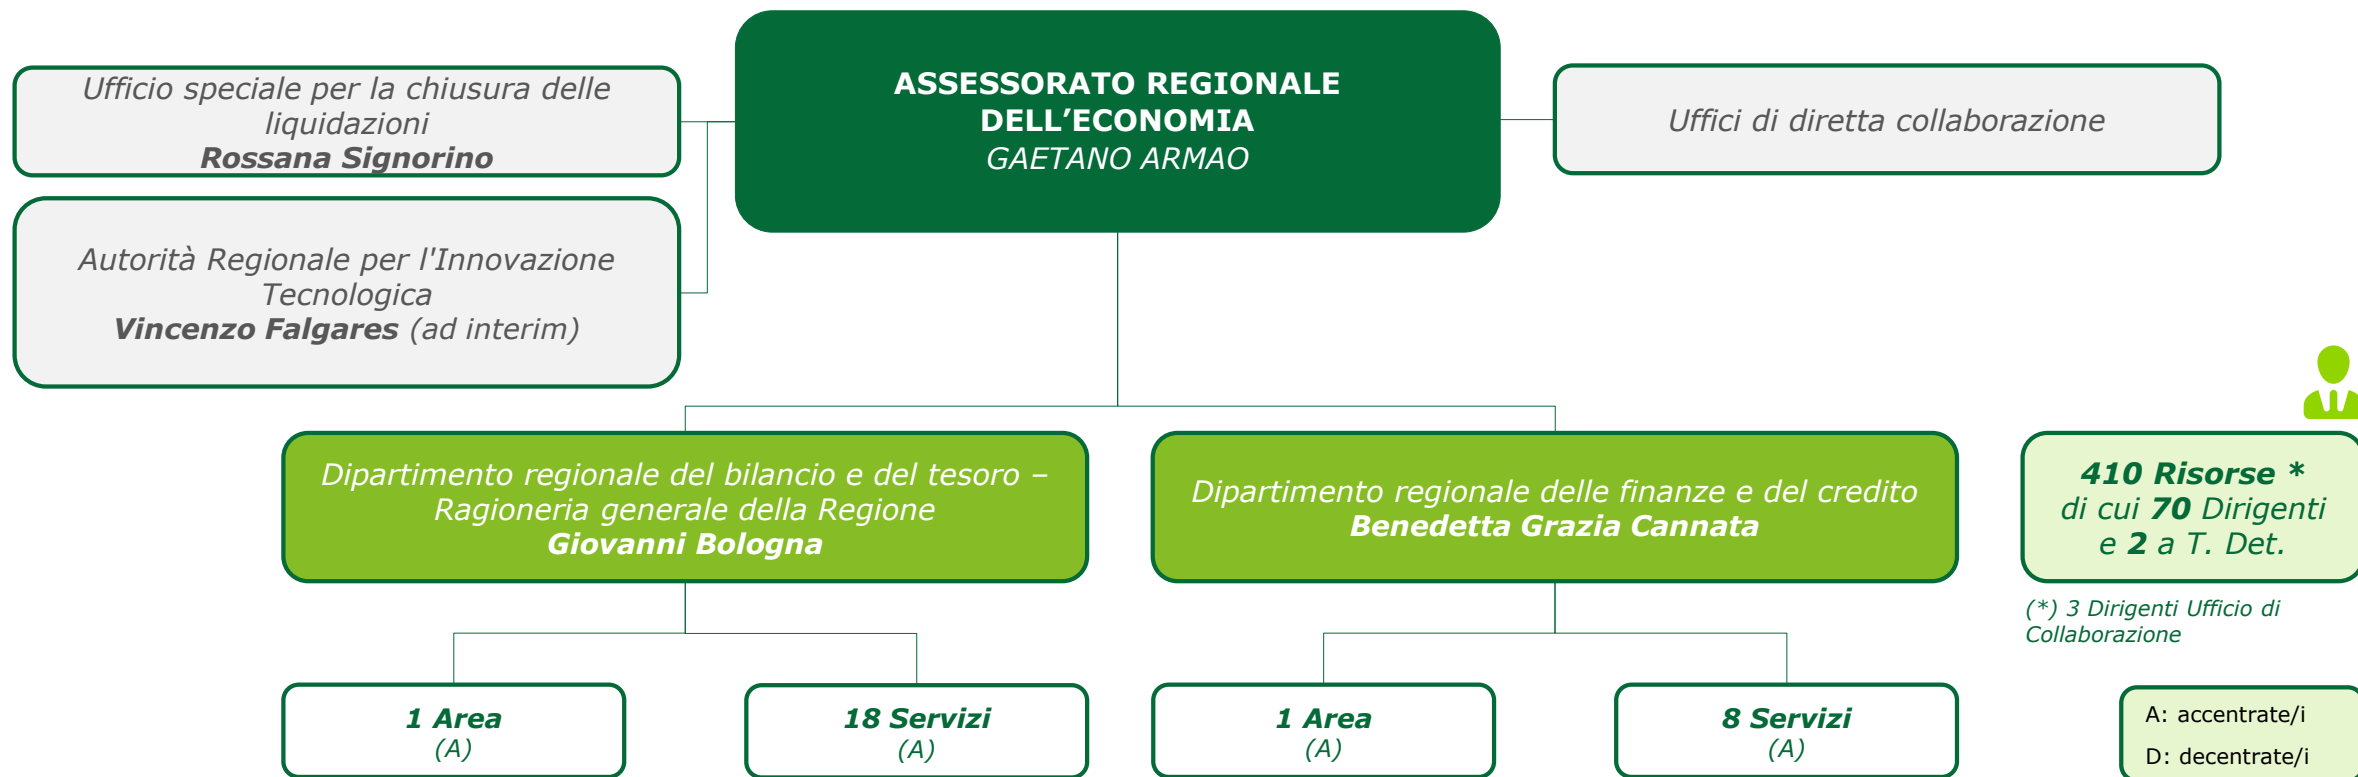 Ufficio speciale per la chiusura delle
liquidazioni
Rossana Signorino
ASSESSORATO REGIONALE
DELL’ECONOMIA
GAETANO ARMAO
Uffici di diretta collaborazione
Autorità Regionale per l'Innovazione
Tecnologica
Vincenzo Falgares (ad interim)
Dipartimento regionale del bilancio e del tesoro –
Ragioneria generale della Regione
Giovanni Bologna
Dipartimento regionale delle finanze e del credito
Benedetta Grazia Cannata
410 Risorse *
di cui 70 Dirigenti
e 2 a T. Det.
(*) 3 Dirigenti Ufficio di
Collaborazione
1 Area
(A)
18 Servizi
(A)
1 Area
(A)
8 Servizi
(A)
A: accentrate/i
D: decentrate/i